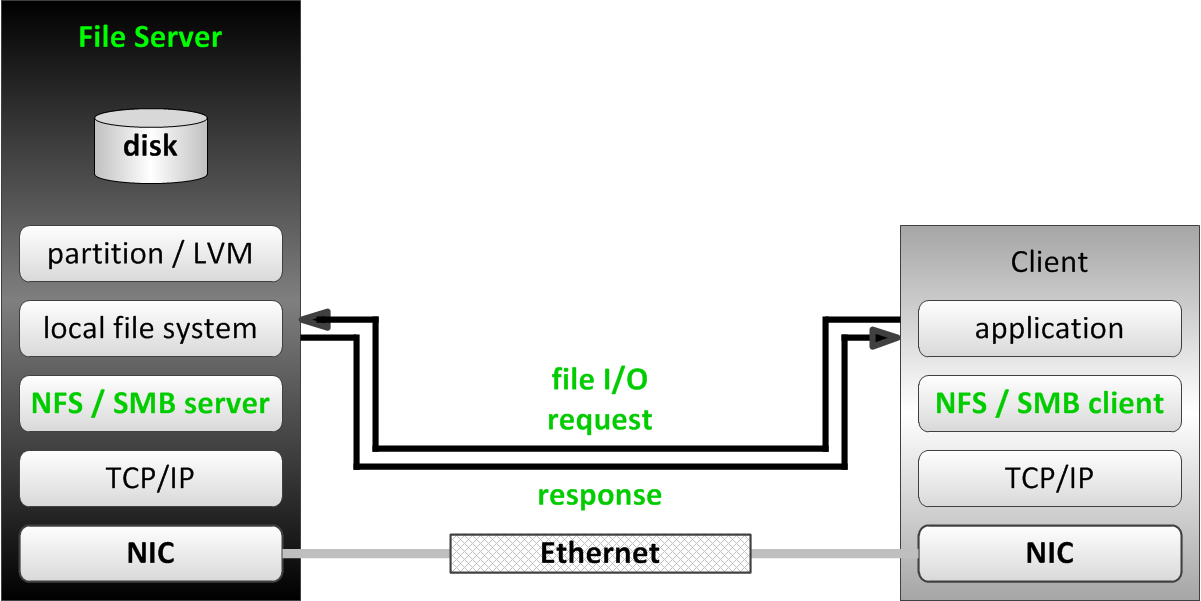 File Server
disk
partition / LVM
local file system
NFS / SMB server
TCP/IP
NIC
file I/O
request
response
Ethernet
Client
application
NFS / SMB client
TCP/IP
NIC